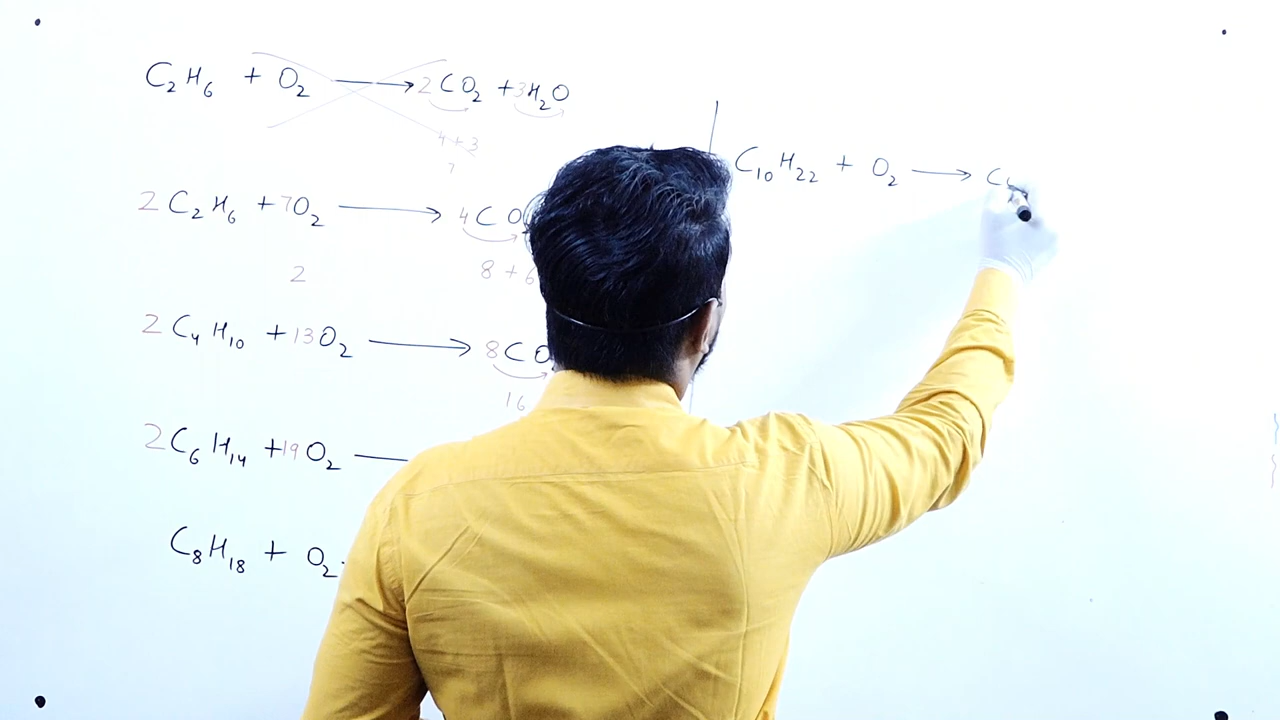 C₂H₆ + O₂ → 2CO₂ + 3H₂O
4 + 3
7
2C₂H₆ + 7O₂ → 4CO
2
8 + 6
2C₄H₁₀ + 13O₂ → 8CO
16
2C₆H₁₄ + 19O₂
C₈H₁₈ + O₂
C₁₀H₂₂ + O₂ → C